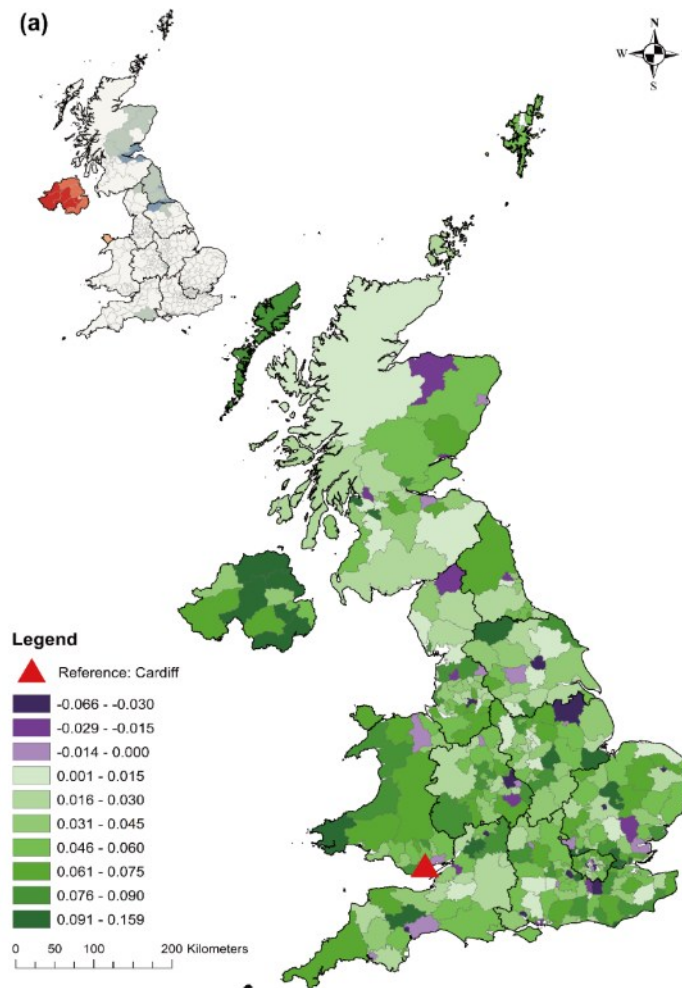 (a)
N
W
S
Legend
Reference: Cardiff
-0.066 - -0.030
-0.029 - -0.015
-0.014 - 0.000
0.001 - 0.015
0.016 - 0.030
0.031 - 0.045
0.046 - 0.060
0.061 - 0.075
0.076 - 0.090
0.091 - 0.159
0 50 100 200 Kilometers